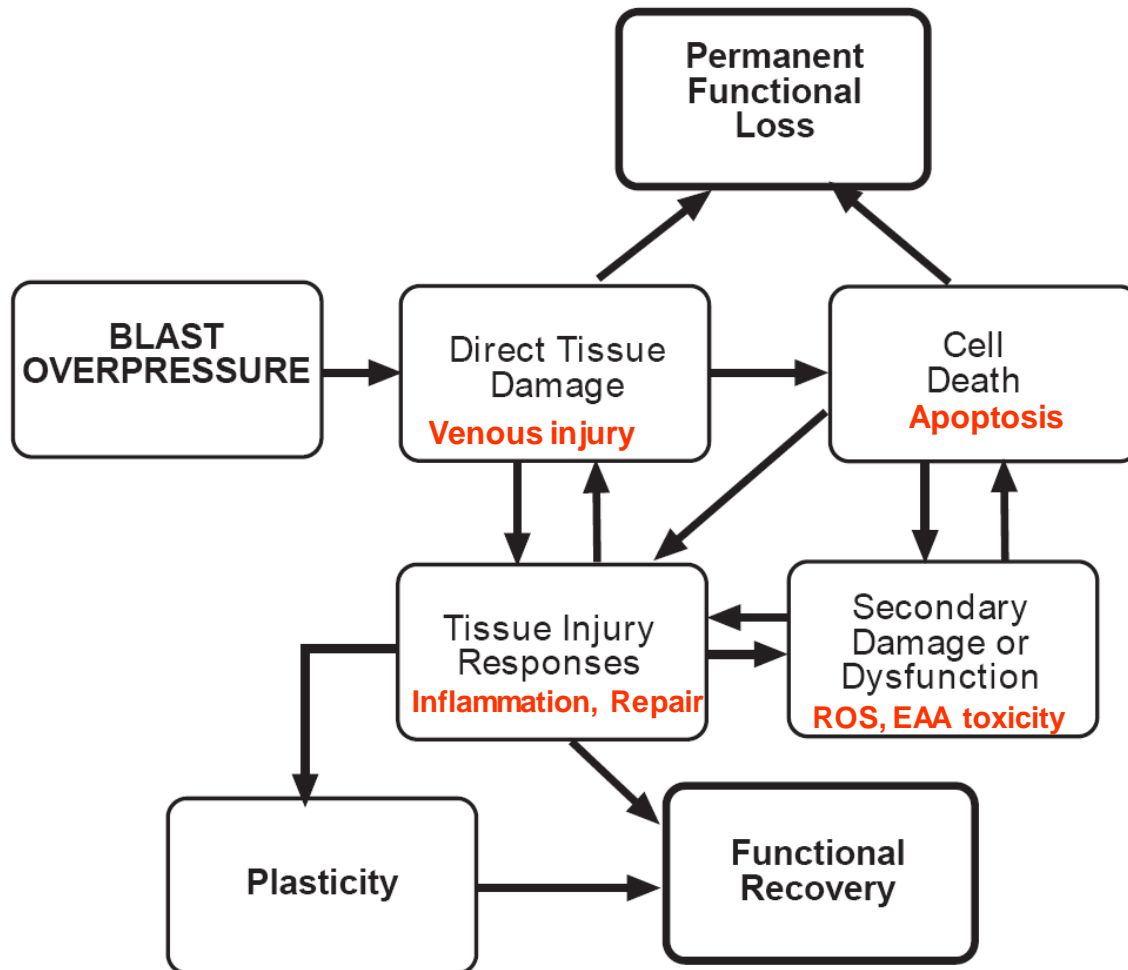 Permanent
Functional
Loss
BLAST
OVERPRESSURE
Direct Tissue
Damage
Venous injury
Cell
Death
Apoptosis
Tissue Injury
Responses
Inflammation, Repair
Secondary
Damage or
Dysfunction
ROS, EAA toxicity
Plasticity
Functional
Recovery